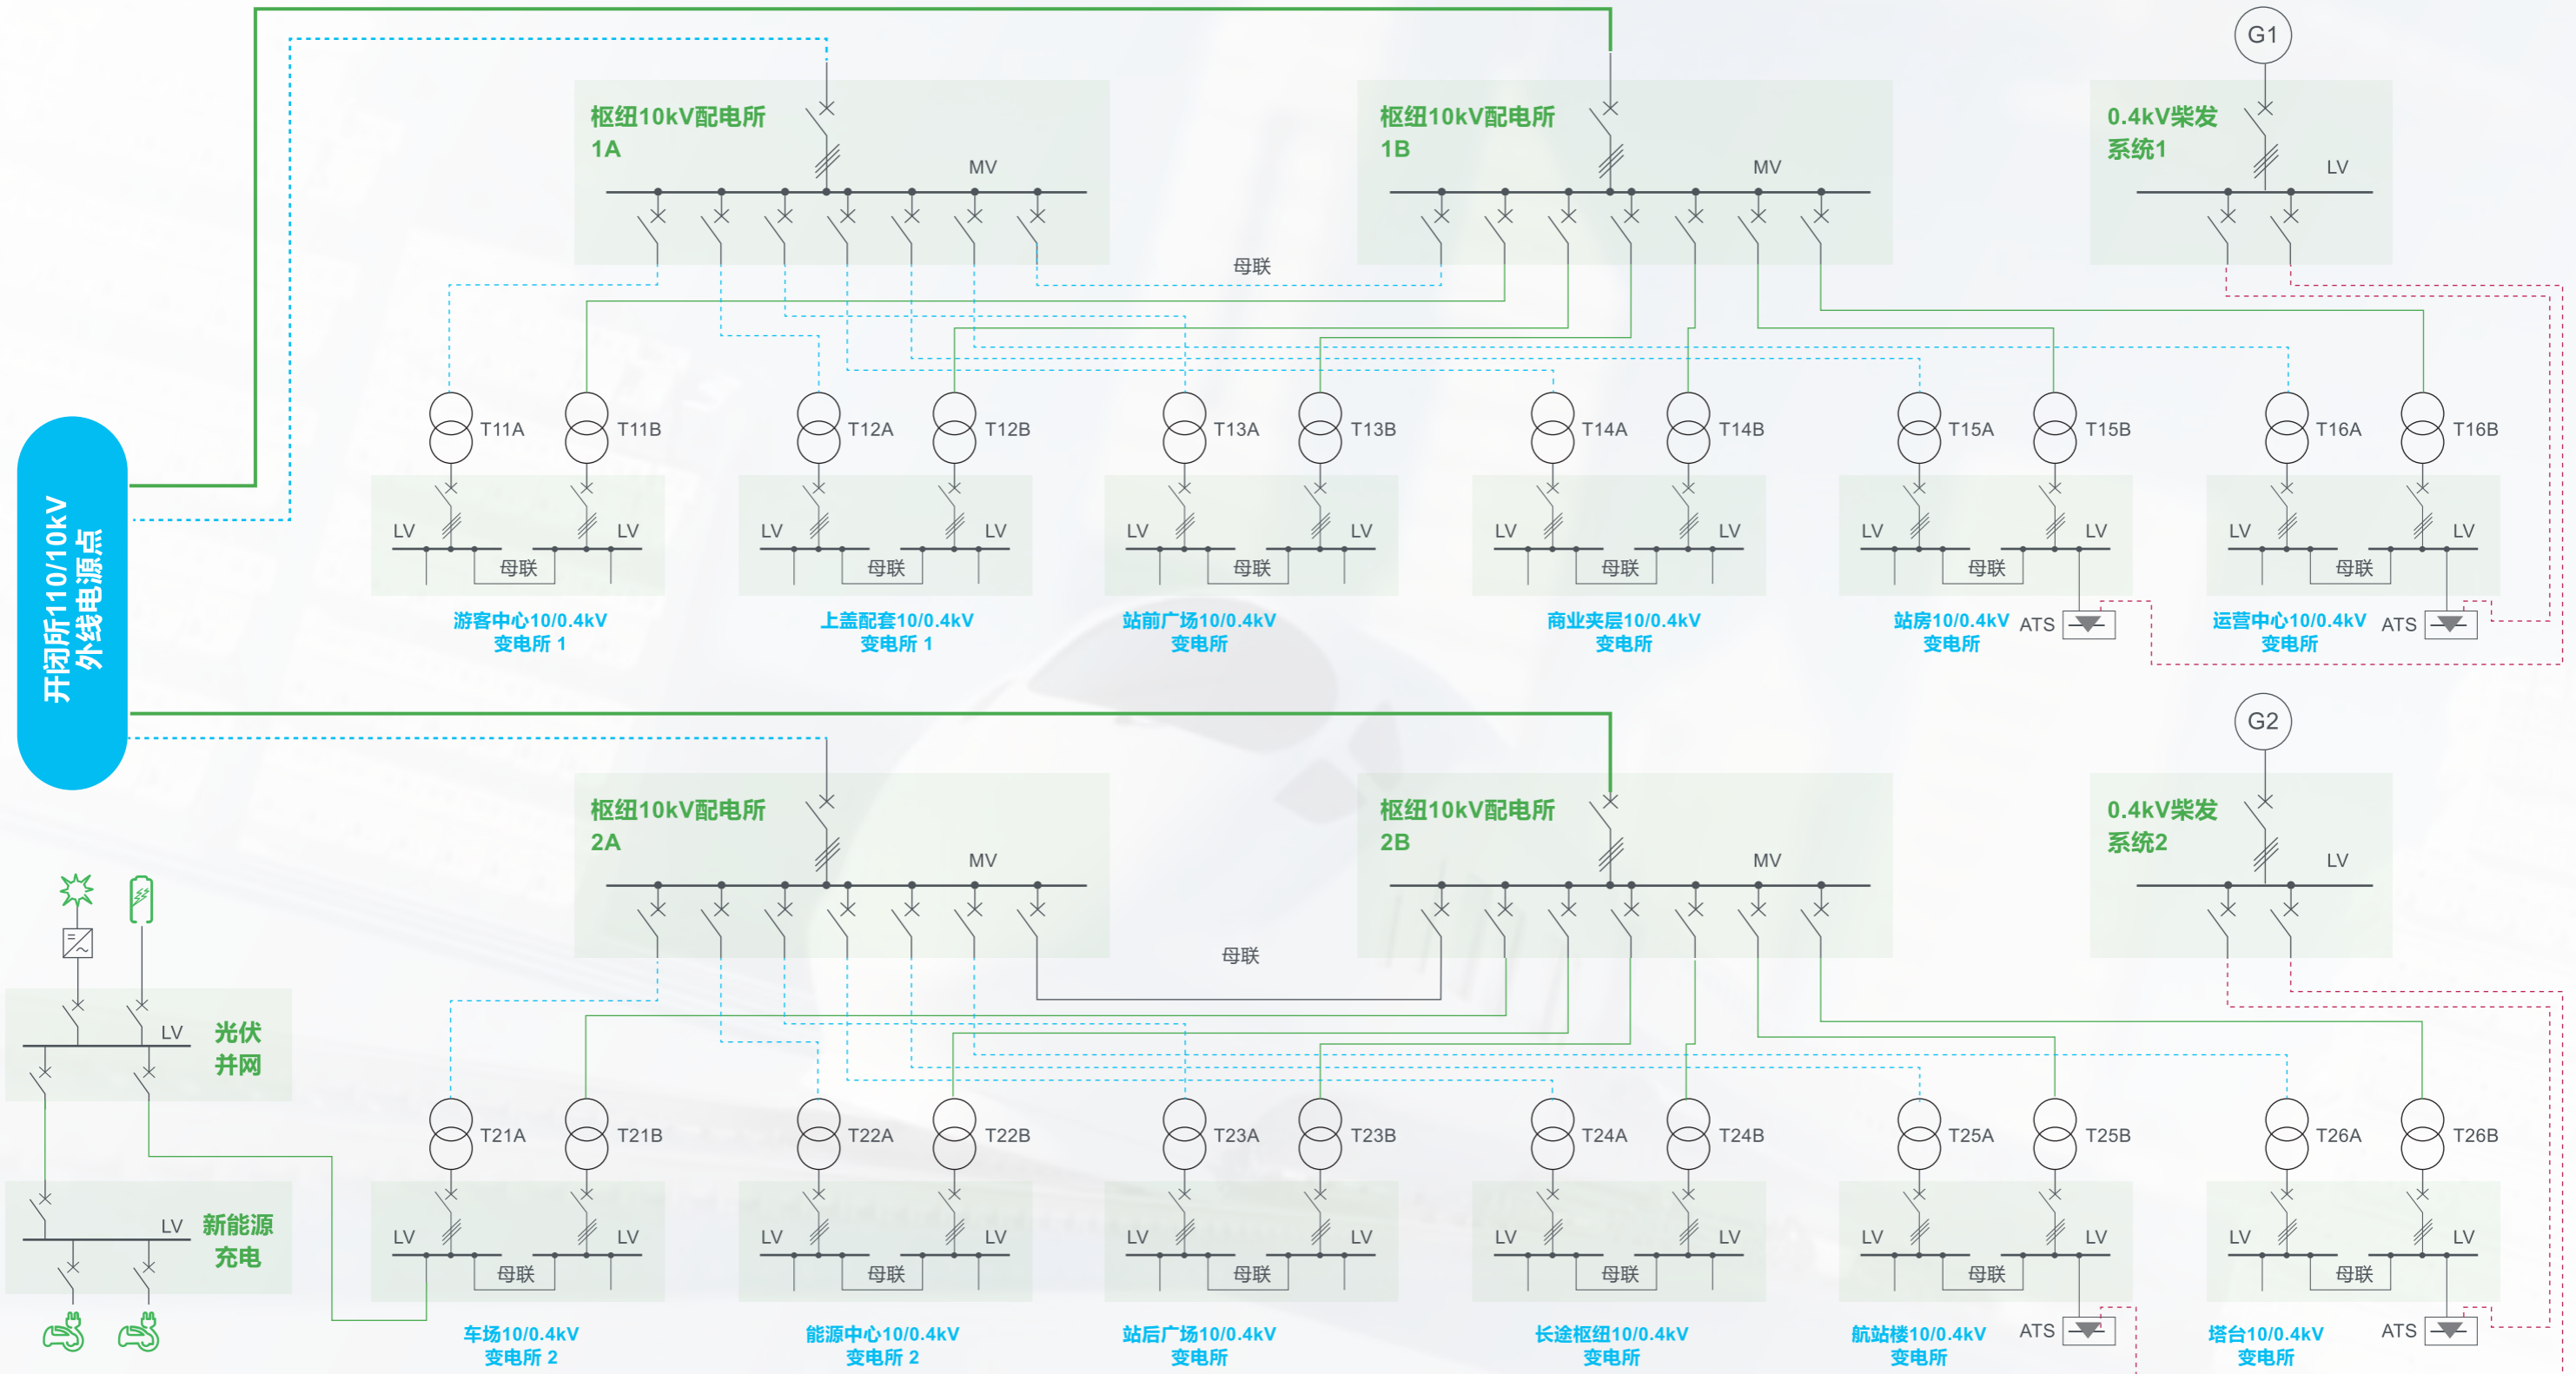 G1
枢纽10kV配电所
1A
MV
枢纽10kV配电所
1B
MV
0.4kV柴发
系统1
LV
母联
T11A
T11B
T12A
T12B
T13A
T13B
T14A
T14B
T15A
T15B
T16A
T16B
LV
LV
LV
LV
LV
LV
LV
LV
LV
LV
LV
LV
母联
母联
母联
母联
母联
母联
游客中心10/0.4kV
变电所 1
上盖配套10/0.4kV
变电所 1
站前广场10/0.4kV
变电所
商业夹层10/0.4kV
变电所
站房10/0.4kV
变电所
ATS
运营中心10/0.4kV
变电所
ATS
开闭所110/10kV
外线电源点
G2
枢纽10kV配电所
2A
MV
枢纽10kV配电所
2B
MV
0.4kV柴发
系统2
LV
母联
LV
光伏
并网
T21A
T21B
T22A
T22B
T23A
T23B
T24A
T24B
T25A
T25B
T26A
T26B
LV
新能源
充电
LV
LV
LV
LV
LV
LV
LV
LV
LV
LV
LV
LV
母联
母联
母联
母联
母联
母联
车场10/0.4kV
变电所 2
能源中心10/0.4kV
变电所 2
站后广场10/0.4kV
变电所
长途枢纽10/0.4kV
变电所
航站楼10/0.4kV
变电所
ATS
塔台10/0.4kV
变电所
ATS